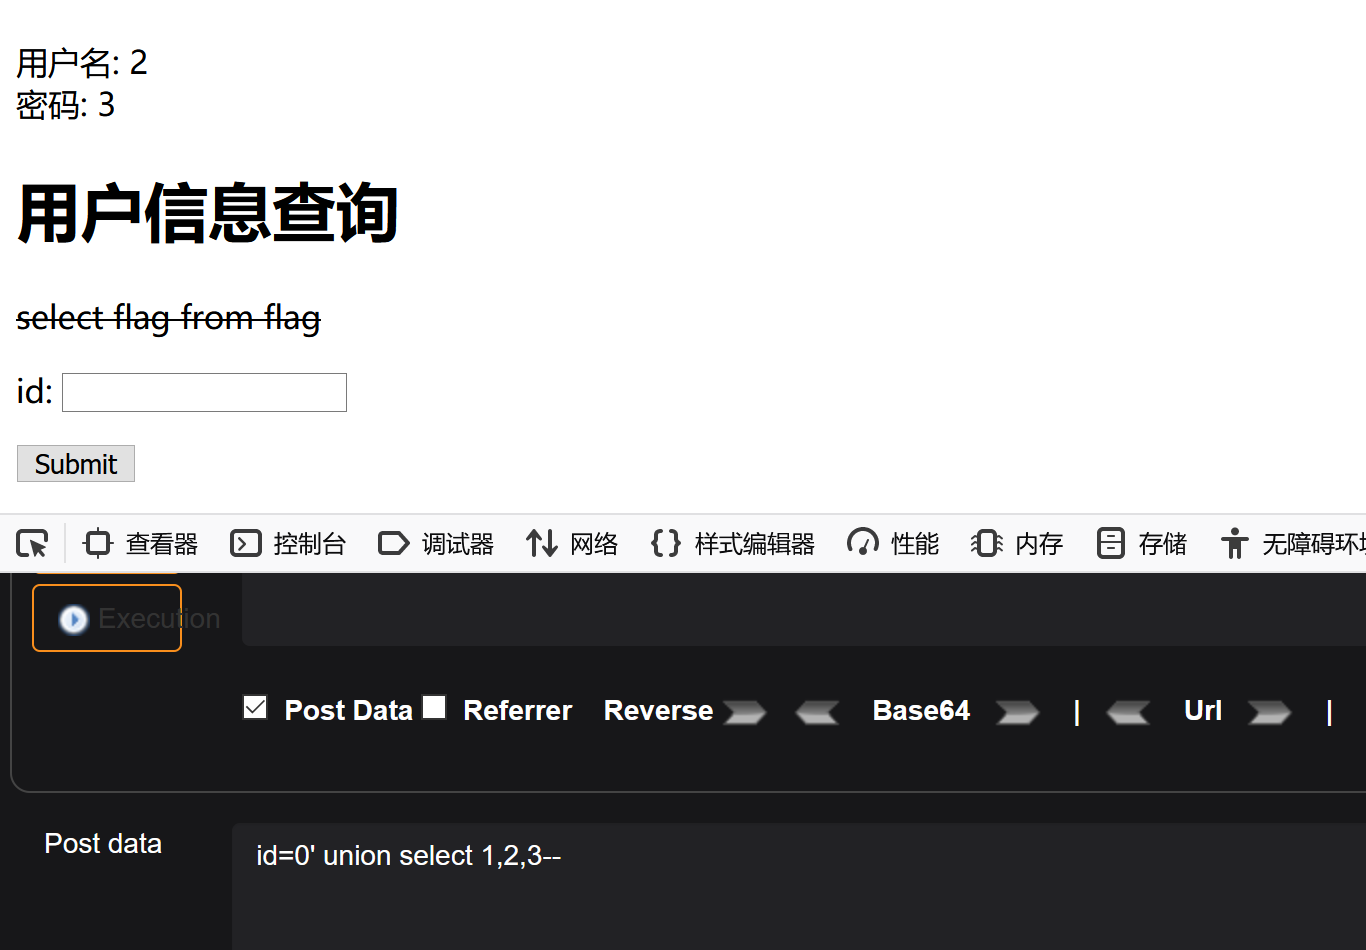 用户名: 2
密码: 3
用户信息查询
select flag from flag
id:
Submit
查看器 控制台 调试器 网络 {} 样式编辑器 性能 内存 存储 无障碍环
Execution
Post Data Referrer Reverse Base64 | Url |
Post data id=0' union select 1,2,3--